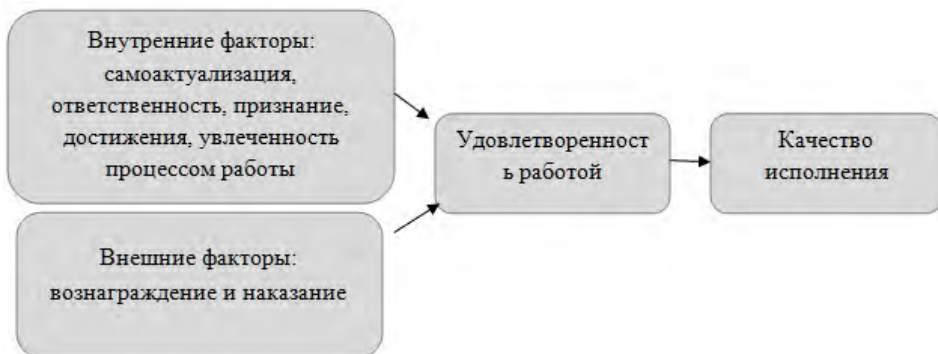 Внутренние факторы:
самоактуализация,
ответственность, признание,
достижения, увлеченность
процессом работы
Удовлетворенност
ь работой
Качество
исполнения
Внешние факторы:
вознаграждение и наказание